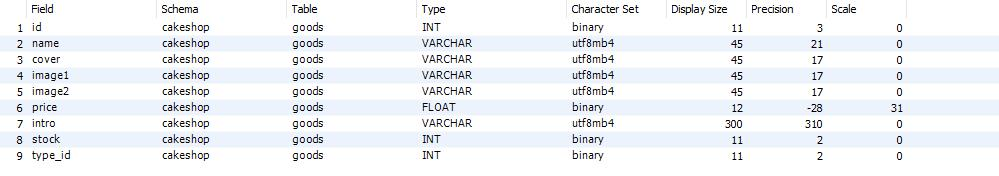 Field Schema Table Type Character Set Display Size Precision Scale
1 id cakeshop goods INT binary 11 3 0
2 name cakeshop goods VARCHAR utf8mb4 45 21 0
3 cover cakeshop goods VARCHAR utf8mb4 45 17 0
4 image1 cakeshop goods VARCHAR utf8mb4 45 17 0
5 image2 cakeshop goods VARCHAR utf8mb4 45 17 0
6 price cakeshop goods FLOAT binary 12 -28 31
7 intro cakeshop goods VARCHAR utf8mb4 300 310 0
8 stock cakeshop goods INT binary 11 2 0
9 type_id cakeshop goods INT binary 11 2 0